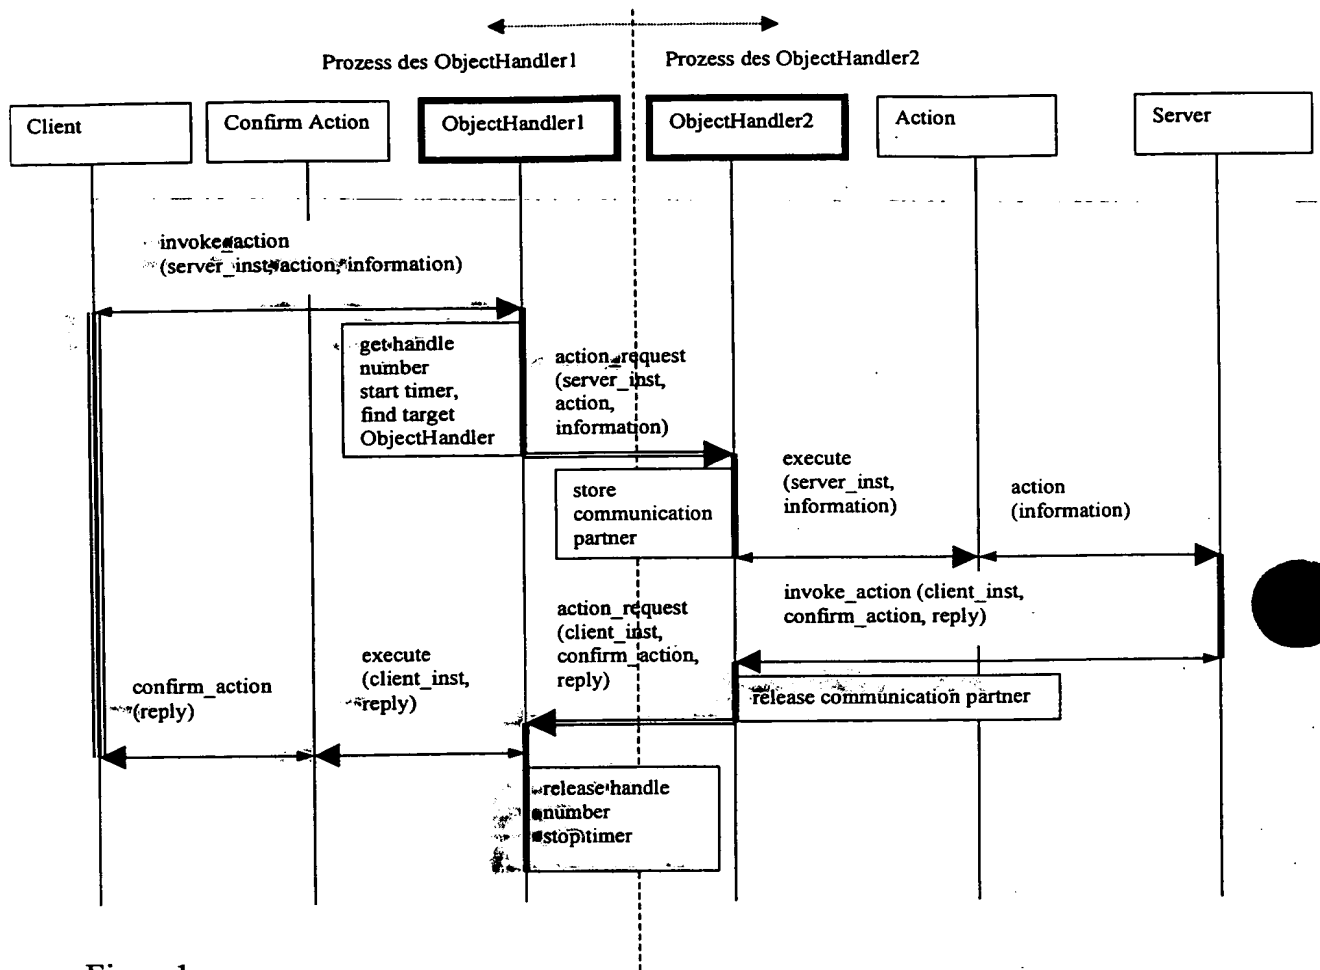 Prozess des ObjectHandler1
Prozess des ObjectHandler2
Client
Confirm Action
ObjectHandler1
ObjectHandler2
Action
Server
invoke_action
(server_inst, action, information)
get handle
number
start timer,
find target
ObjectHandler
action_request
(server_inst,
action,
information)
store
communication
partner
execute
(server_inst,
information)
action
(information)
invoke_action (client_inst,
confirm_action, reply)
action_request
(client_inst,
confirm_action,
reply)
execute
(client_inst,
reply)
confirm_action
(reply)
release communication partner
release handle
number
stop timer